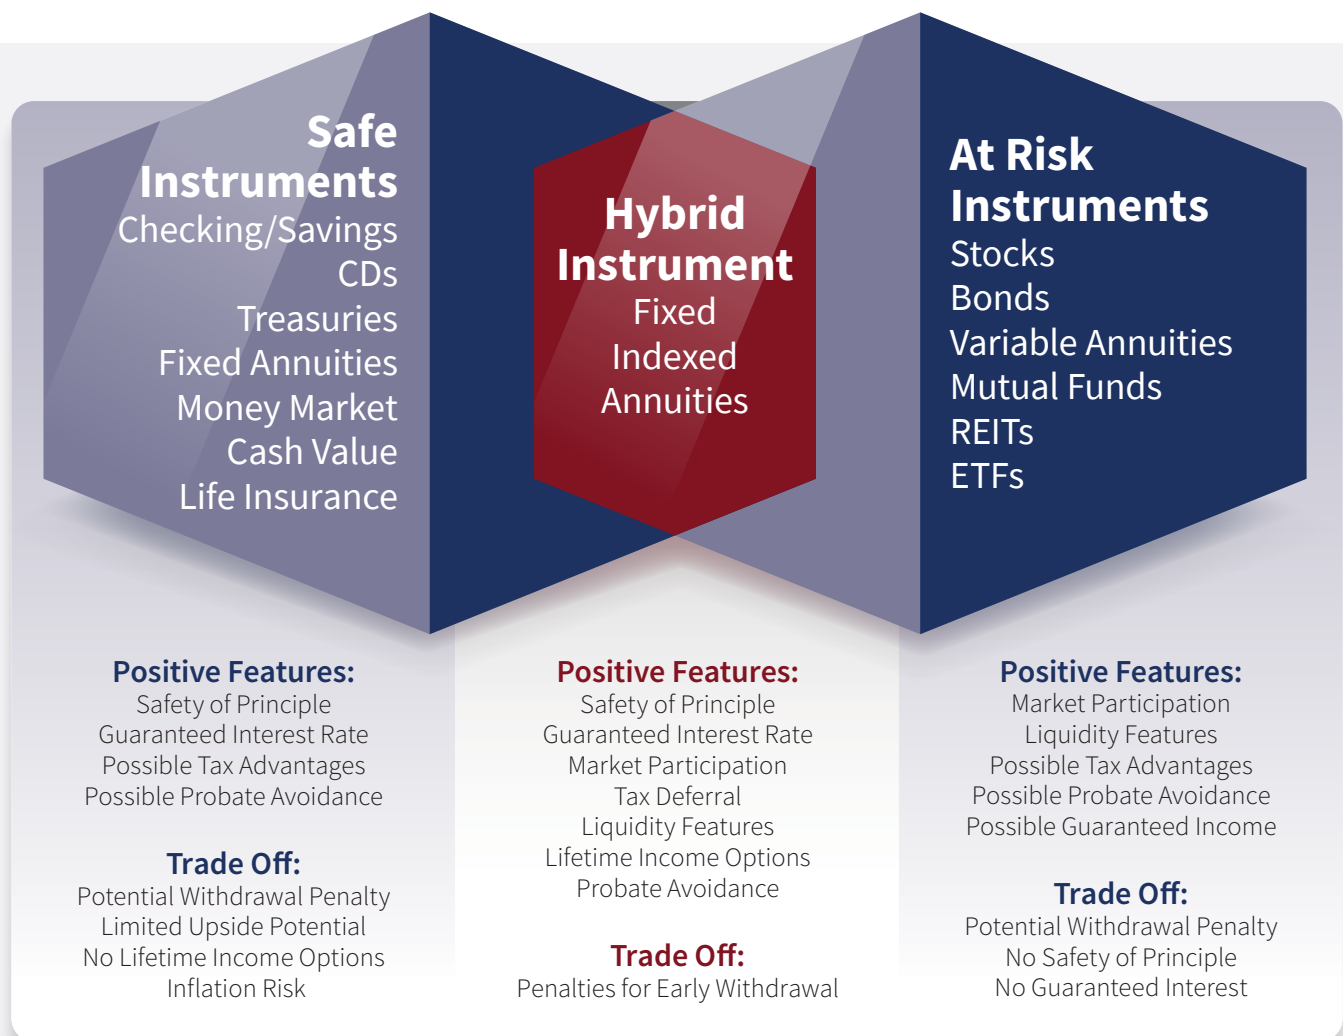 Safe
Instruments
Checking/Savings
CDs
Treasuries
Fixed Annuities
Money Market
Cash Value
Life Insurance
Hybrid
Instrument
Fixed
Indexed
Annuities
At Risk
Instruments
Stocks
Bonds
Variable Annuities
Mutual Funds
REITs
ETFs
Positive Features:
Safety of Principle
Guaranteed Interest Rate
Possible Tax Advantages
Possible Probate Avoidance
Trade Off:
Potential Withdrawal Penalty
Limited Upside Potential
No Lifetime Income Options
Inflation Risk
Positive Features:
Safety of Principle
Guaranteed Interest Rate
Market Participation
Tax Deferral
Liquidity Features
Lifetime Income Options
Probate Avoidance
Trade Off:
Penalties for Early Withdrawal
Positive Features:
Market Participation
Liquidity Features
Possible Tax Advantages
Possible Probate Avoidance
Possible Guaranteed Income
Trade Off:
Potential Withdrawal Penalty
No Safety of Principle
No Guaranteed Interest